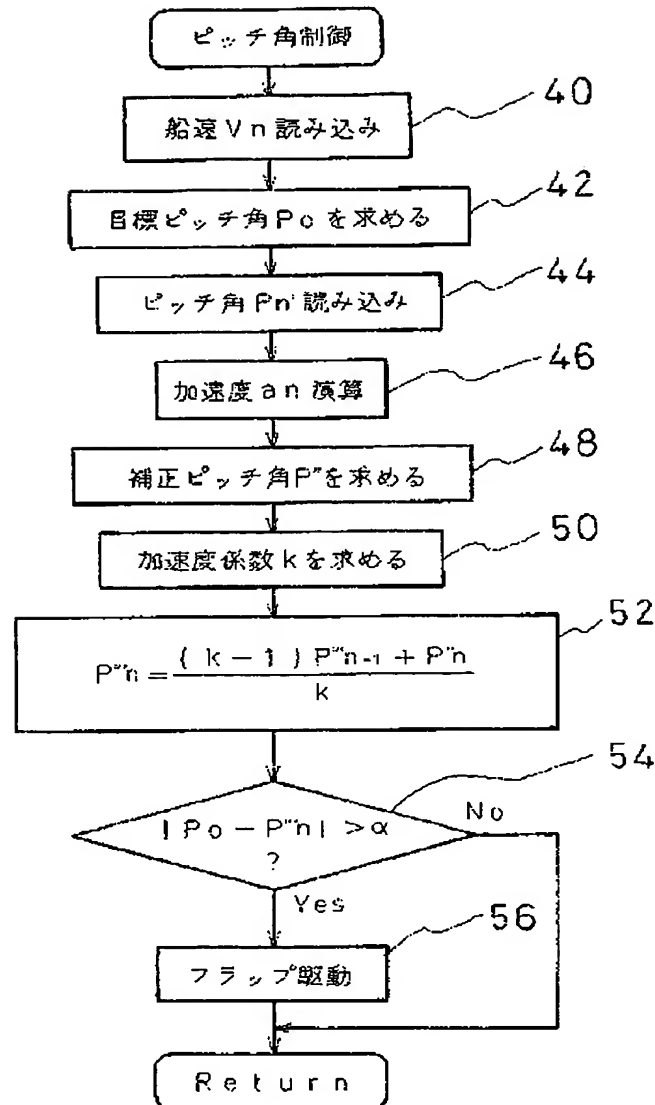 ピッチ角制御
40
船速Vn読み込み
42
目標ピッチ角Poを求める
44
ピッチ角Pn'読み込み
46
加速度an演算
48
補正ピッチ角P"を求める
50
加速度係数kを求める
52
P"'n = ( k − 1 ) P"'n-1 + P"n
k
54
| Po − P"'n | > α
?
No
Yes
56
フラップ駆動
Return